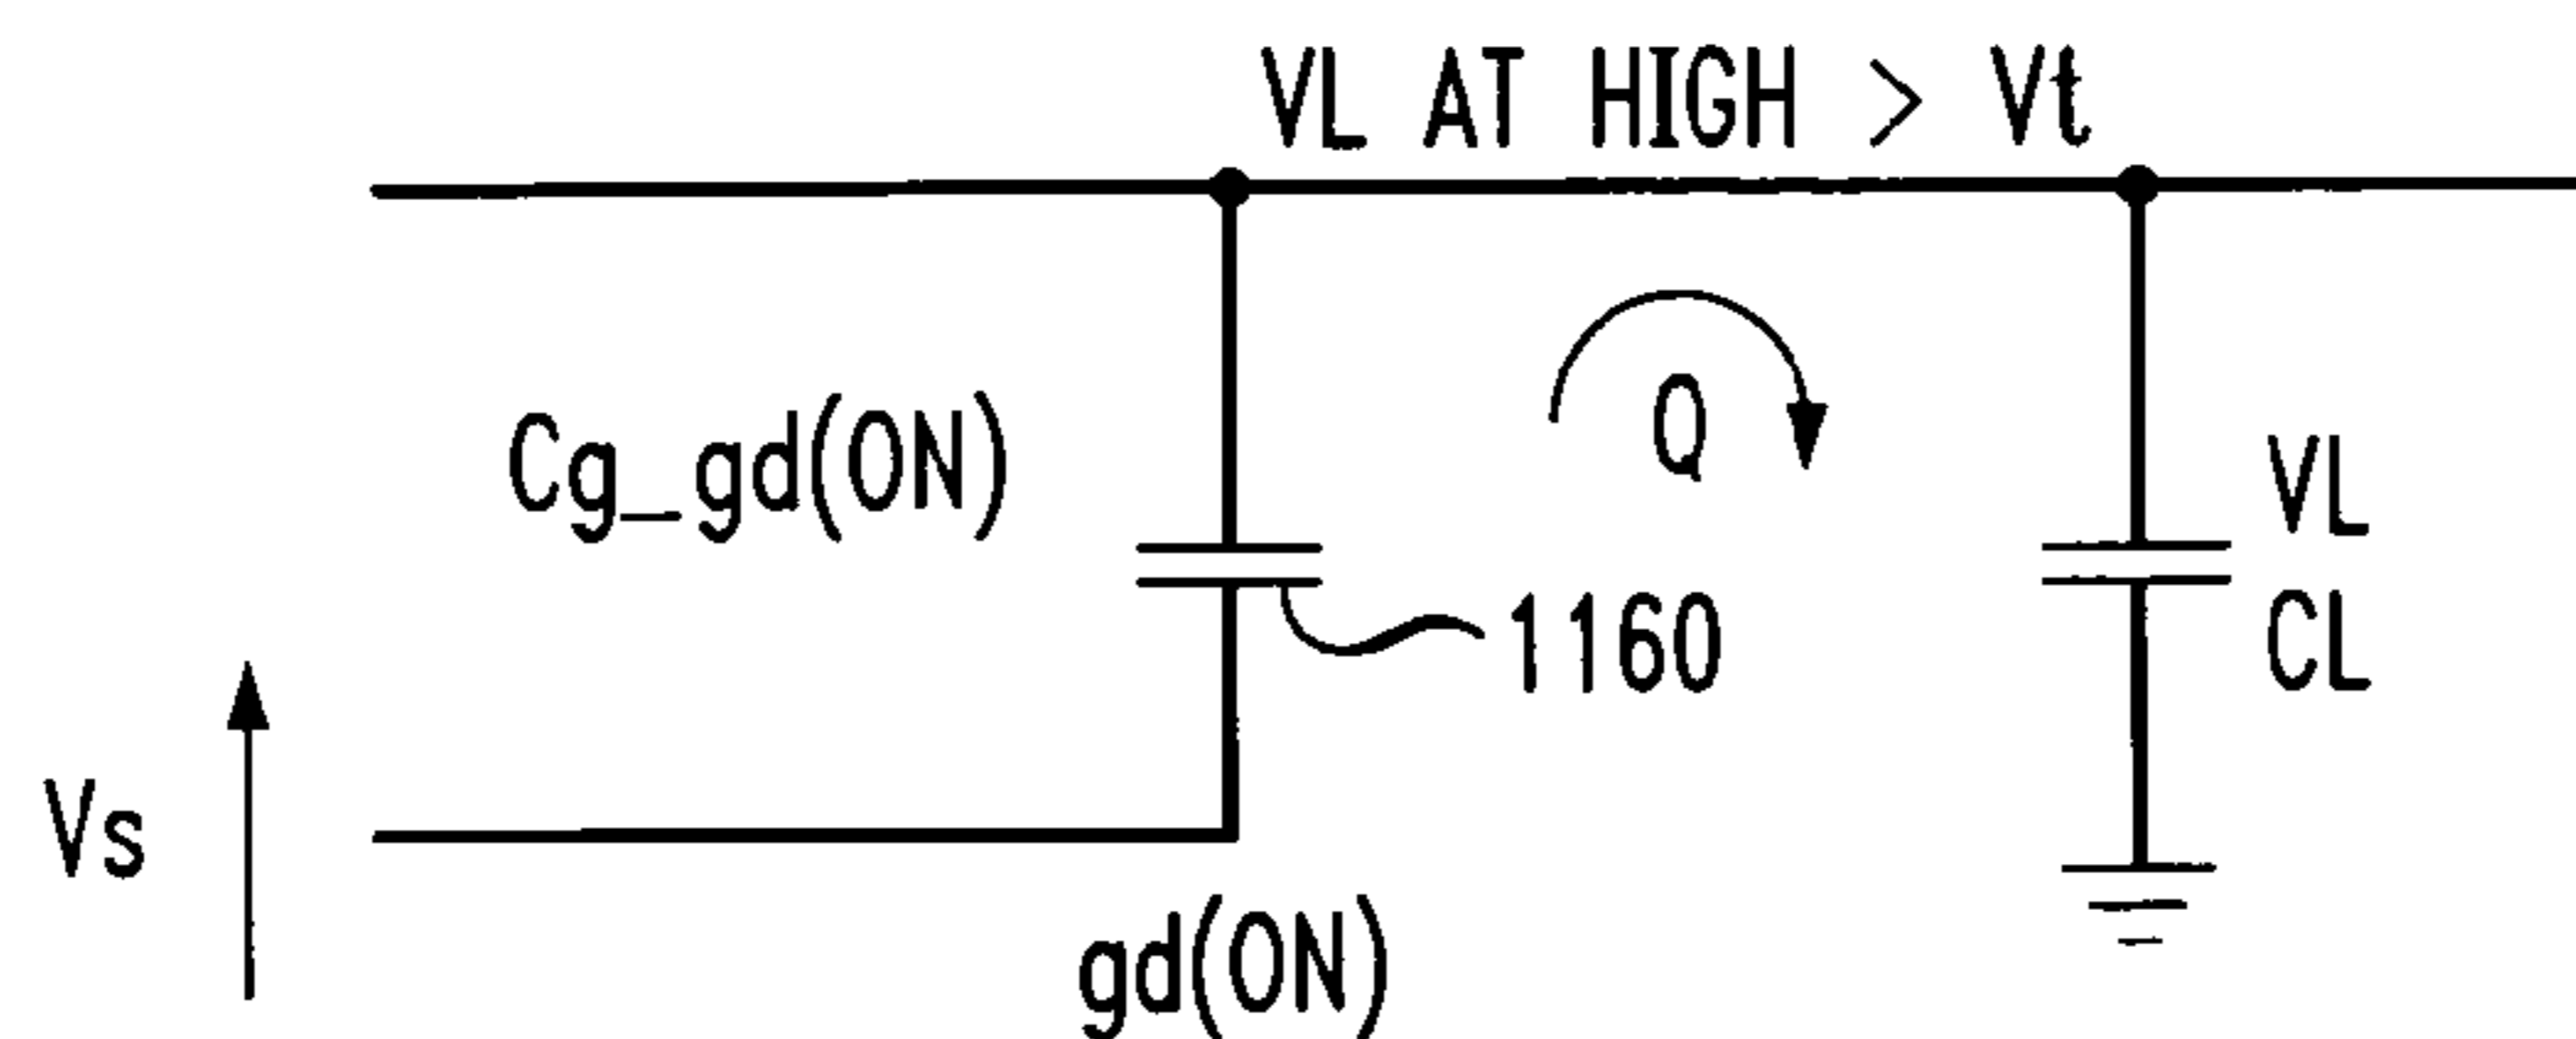 VL AT HIGH > Vt
Cg_gd(ON)
Q
VL
CL
1160
Vs
gd(ON)